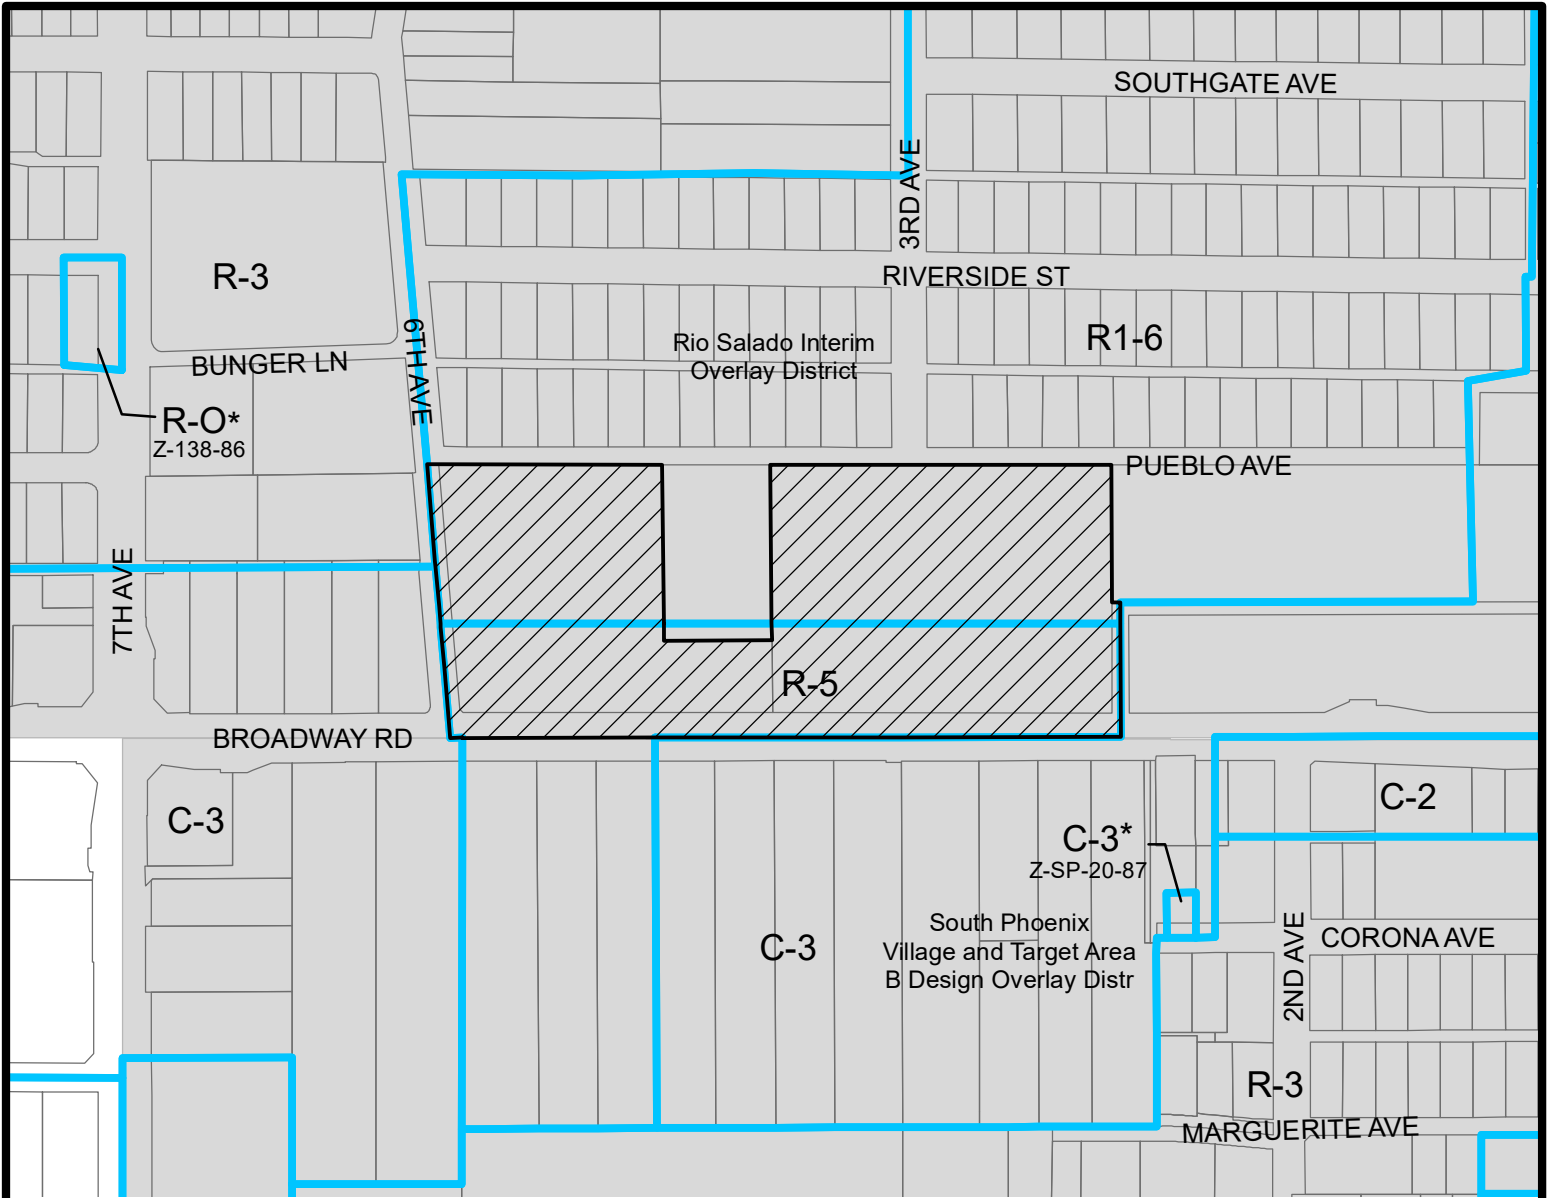 SOUTHGATE AVE
3RD AVE
R-3
RIVERSIDE ST
6TH AVE
Rio Salado Interim
Overlay District
R1-6
BUNGER LN
R-O*
Z-138-86
PUEBLO AVE
7TH AVE
R-5
BROADWAY RD
C-3
C-2
C-3*
Z-SP-20-87
C-3
South Phoenix
Village and Target Area
B Design Overlay Distr
2ND AVE
CORONA AVE
R-3
MARGUERITE AVE